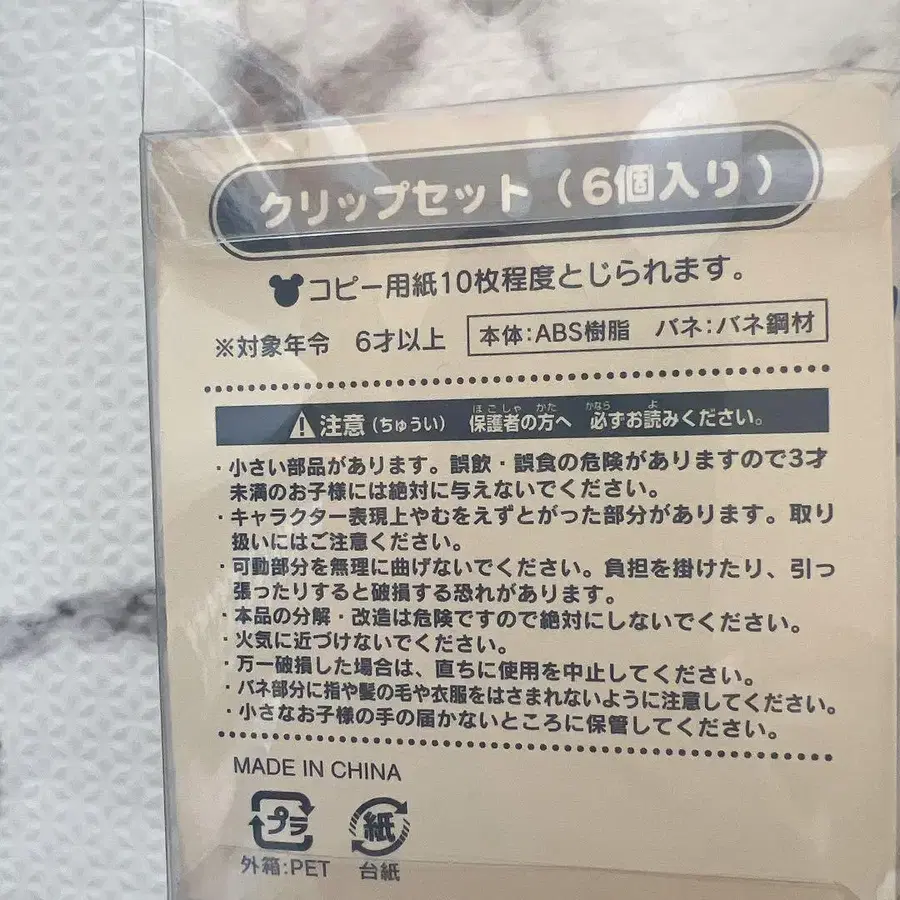 クリップセット（6個入り）
コピー用紙10枚程度とじられます。
※対象年令 6才以上 本体:ABS樹脂 バネ:バネ鋼材
⚠注意（ちゅうい） 保護者の方へ 必ずお読みください。
・小さい部品があります。誤飲・誤食の危険がありますので3才
未満のお子様には絶対に与えないでください。
・キャラクター表現上やむをえずとがった部分があります。取り
扱いにはご注意ください。
・可動部分を無理に曲げないでください。負担を掛けたり、引っ
張ったりすると破損する恐れがあります。
・本品の分解・改造は危険ですので絶対にしないでください。
・火気に近づけないでください。
・万一破損した場合は、直ちに使用を中止してください。
・バネ部分に指や髪の毛や衣服をはさまれないように注意してください。
・小さなお子様の手の届かないところに保管してください。
MADE IN CHINA
プラ 紙
外箱:PET 台紙